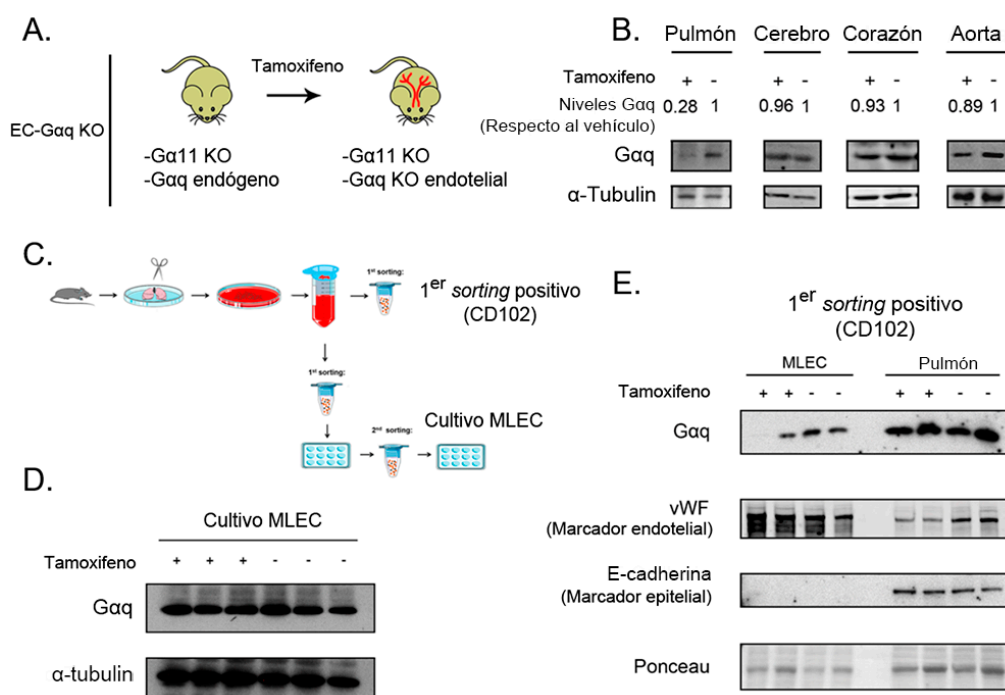 A.
Tamoxifeno
EC-Gαq KO
-Gα11 KO
-Gαq endógeno
-Gα11 KO
-Gαq KO endotelial
B.
Pulmón Cerebro Corazón Aorta
Tamoxifeno + - + - + - + -
Niveles Gαq 0.28 1 0.96 1 0.93 1 0.89 1
(Respecto al vehículo)
Gαq
α-Tubulin
C.
1st sorting:
1er sorting positivo
(CD102)
1st sorting:
2nd sorting:
Cultivo MLEC
D.
Cultivo MLEC
Tamoxifeno + + + - - -
Gαq
α-tubulin
E.
1er sorting positivo
(CD102)
MLEC Pulmón
Tamoxifeno + + - - + + - -
Gαq
vWF
(Marcador endotelial)
E-cadherina
(Marcador epitelial)
Ponceau